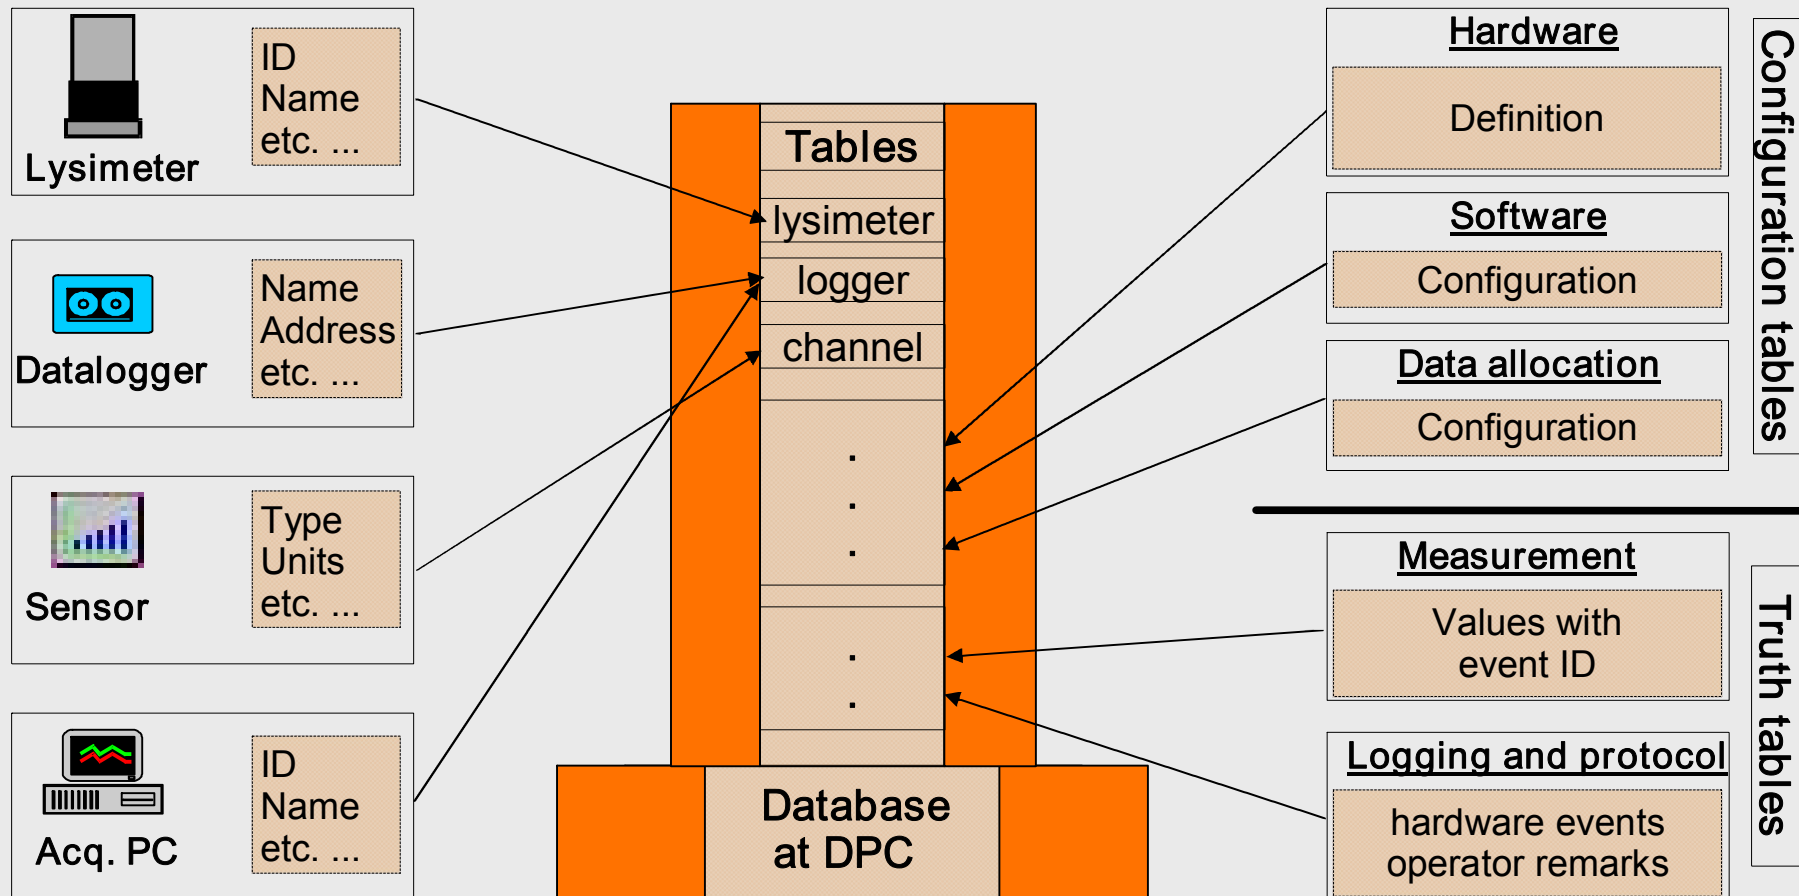 Lysimeter
ID
Name
etc. ...
Datalogger
Name
Address
etc. ...
Sensor
Type
Units
etc. ...
Acq. PC
ID
Name
etc. ...
Tables
lysimeter
logger
channel
.
.
.
.
.
Database
at DPC
Hardware
Definition
Software
Configuration
Data allocation
Configuration
Configuration tables
Measurement
Values with
event ID
Logging and protocol
hardware events
operator remarks
Truth tables